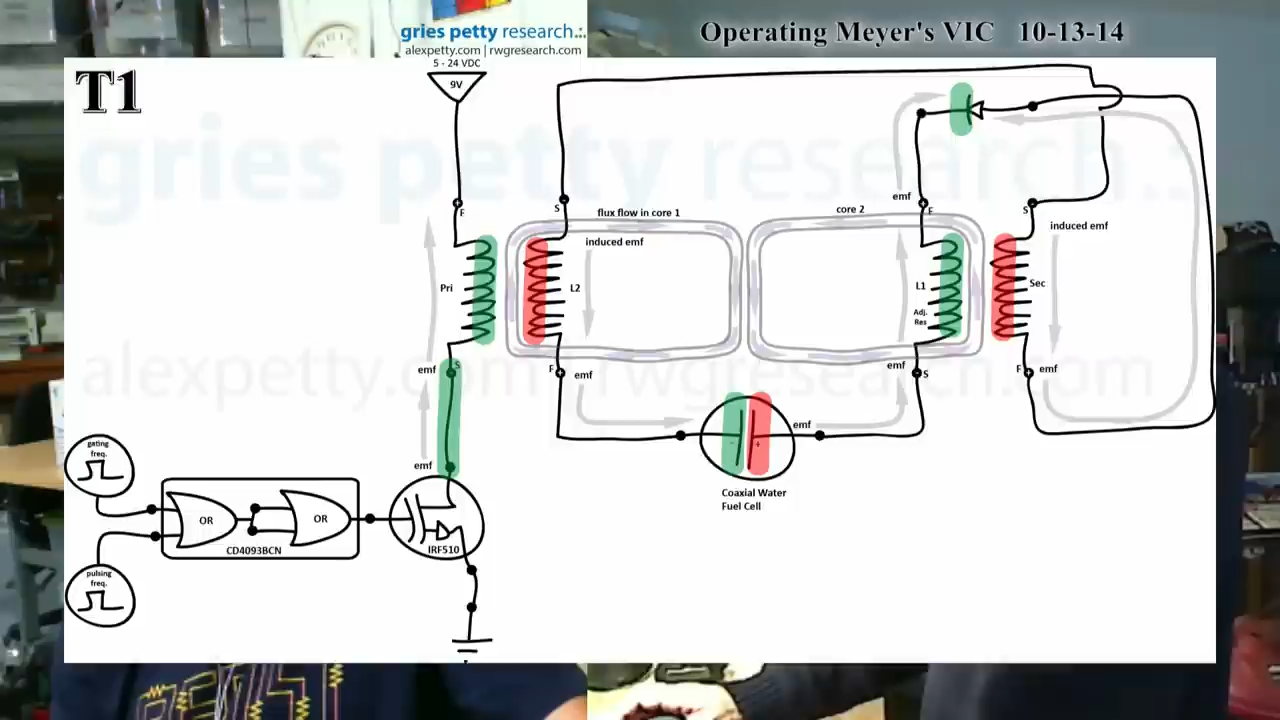 gries petty research.:.
alexpetty.com | rwgresearch.com
Operating Meyer's VIC 10-13-14
T1
5 - 24 VDC
9V
gries petty research.:.
alexpetty.com | rwgresearch.com
F
S
flux flow in core 1
core 2
emf
F
S
induced emf
induced emf
Pri
L2
L1
Adj.
Res
Sec
emf
S
F
emf
emf
S
F
emf
emf
emf
-
+
gating
freq.
Coaxial Water
Fuel Cell
OR
OR
CD4093BCN
IRF510
pulsing
freq.